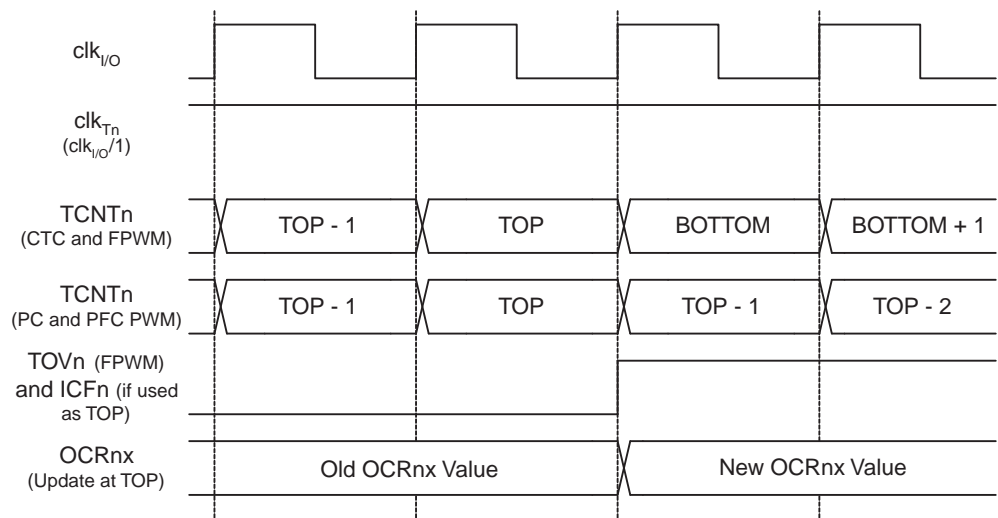 clkI/O
clkTn
(clkI/O/1)
TCNTn
(CTC and FPWM)
TOP - 1
TOP
BOTTOM
BOTTOM + 1
TCNTn
(PC and PFC PWM)
TOP - 1
TOP
TOP - 1
TOP - 2
TOVn (FPWM)
and ICFn (if used
as TOP)
OCRnx
(Update at TOP)
Old OCRnx Value
New OCRnx Value